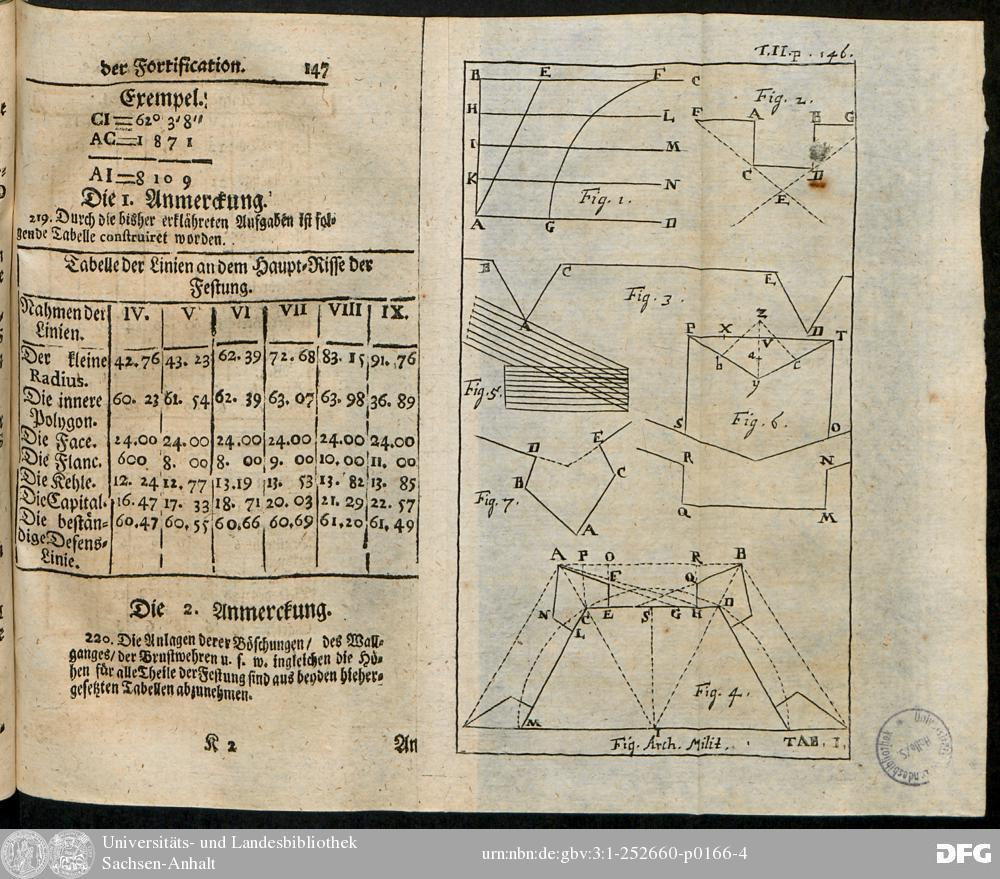 der Fortification. 147
Exempel.
CI=62° 3' 8''
AC=1 8 7 1
AI=8 10 9
Die 1. Anmerckung.
219. Durch die bisher erklährten Aufgaben ist fol-
gende Tabelle construiret worden.
Tabelle der Linien an dem Haupt-Risse der
Festung.
Nahmen der Linien. IV. V VI VII VIII IX.
Der kleine Radius. 42.76 43. 23 62. 39 72. 68 83. 15 91. 76
Die innere Polygon. 60. 23 61. 54 62. 39 63. 07 63. 98 36. 89
Die Face. 24.00 24. 00 24.00 24.00 24.00 24.00
Die Flanc. 600 8. 00 8. 00 9. 00 10. 00 11. 00
Die Kehle. 12. 24 12. 77 13.19 13. 53 13. 82 13. 85
Die Capital. 16. 47 17. 33 18. 71 20. 03 21. 29 22. 57
Die bestän-
dige Defens-
Linie. 60.47 60.55 60.66 60.69 61.20 61.49
Die 2. Anmerckung.
220. Die Anlagen derer Böschungen/ des Wall-
ganges/ der Brustwehren u. s. w. ingleichen die Hö-
hen für alle Theile der Festung sind aus beyden hieher-
gesetzten Tabellen abzunehmen.
K 2 An
T.II. p. 146.
B E F C
H L
I M
K N
A G D
Fig. 1.
Fig. 2.
F A B G
C D
E
B C E
A D
Fig. 3.
Fig. 5.
P X Z V T
b a c
y
S O
Fig. 6.
R N
Q M
D E
B C
A
Fig. 7.
A P O R B
F Q
N C E S G H D
L
M I
Fig. 4.
Fig. Arch. Milit. TAB. I.
Universitäts- und Landesbibliothek
Sachsen-Anhalt
urn:nbn:de:gbv:3:1-252660-p0166-4
DFG